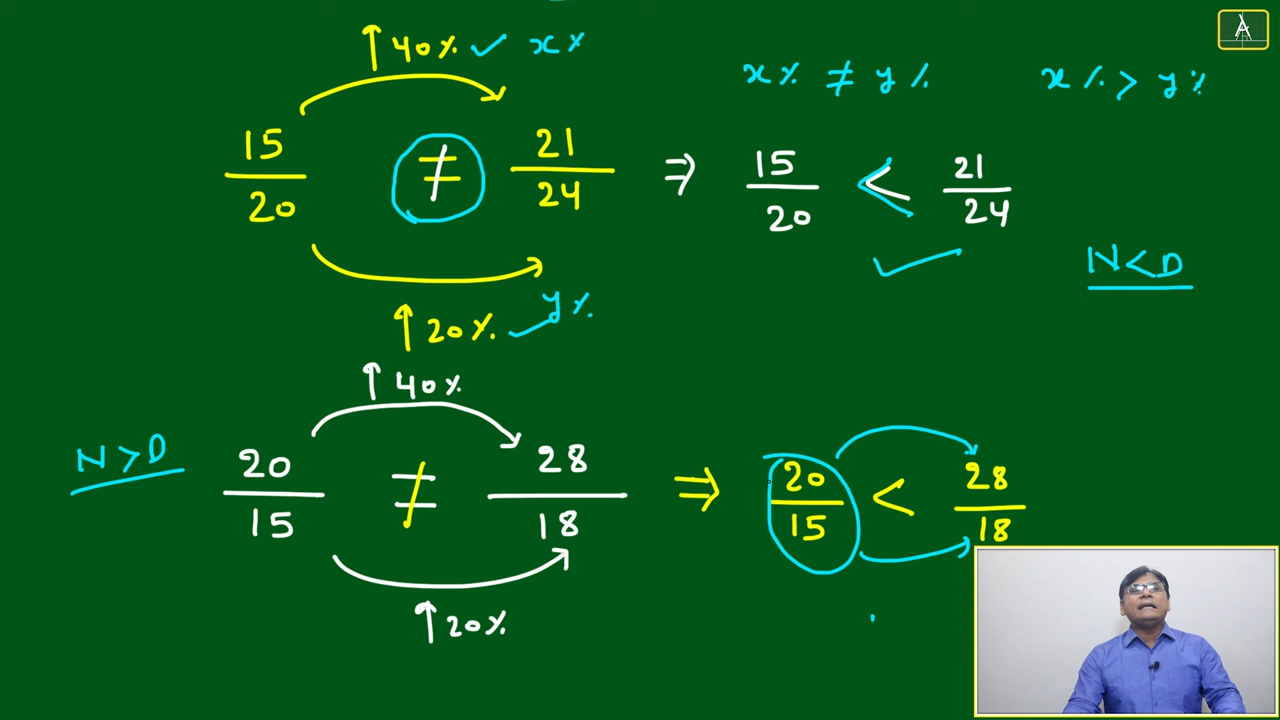 ↑ 40% ✓ x%
x% ≠ y%    x% > y%
15/20 ≠ 21/24 ⇒ 15/20 < 21/24 ✓
N<D
↑ 20% ✓ y%
↑ 40%
N>D
20/15 ≠ 28/18 ⇒ 20/15 < 28/18
↑ 20%